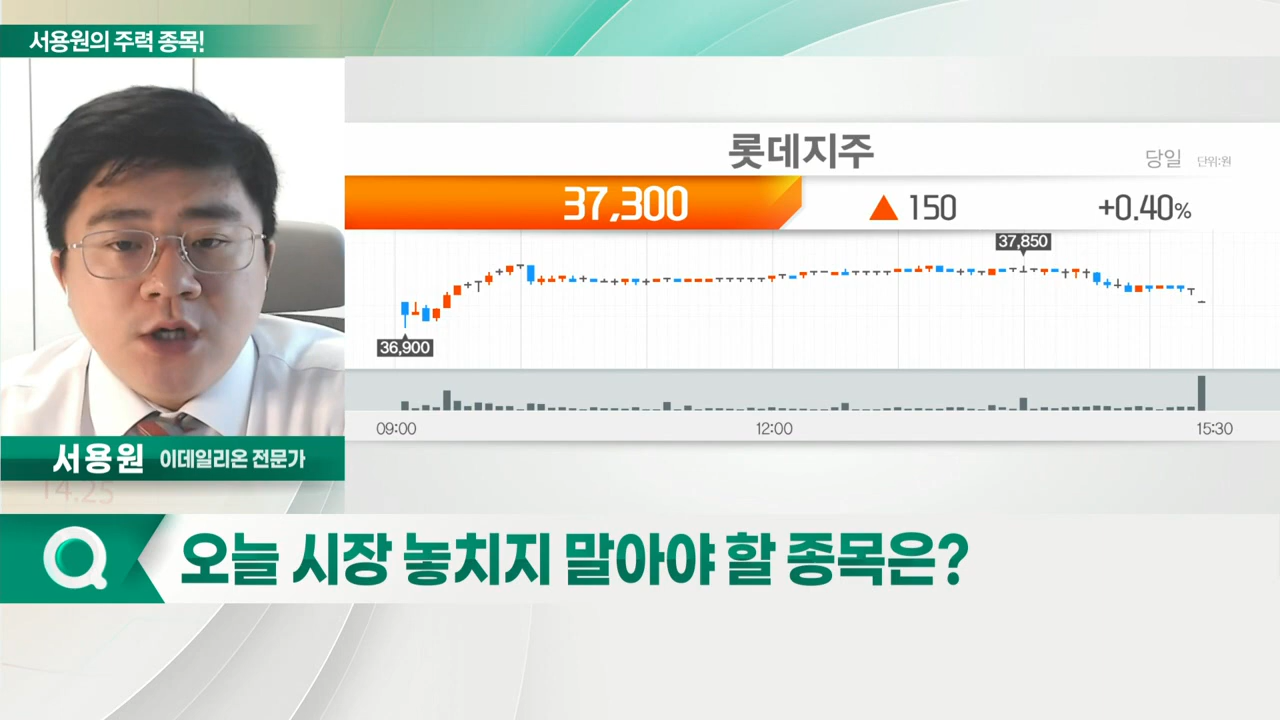 서용원의 주력 종목!
롯데지주
당일 단위:원
37,300 ▲ 150 +0.40%
37,850
36,900
09:00 12:00 15:30
서용원 이데일리온 전문가
14.25
Q 오늘 시장 놓치지 말아야 할 종목은?